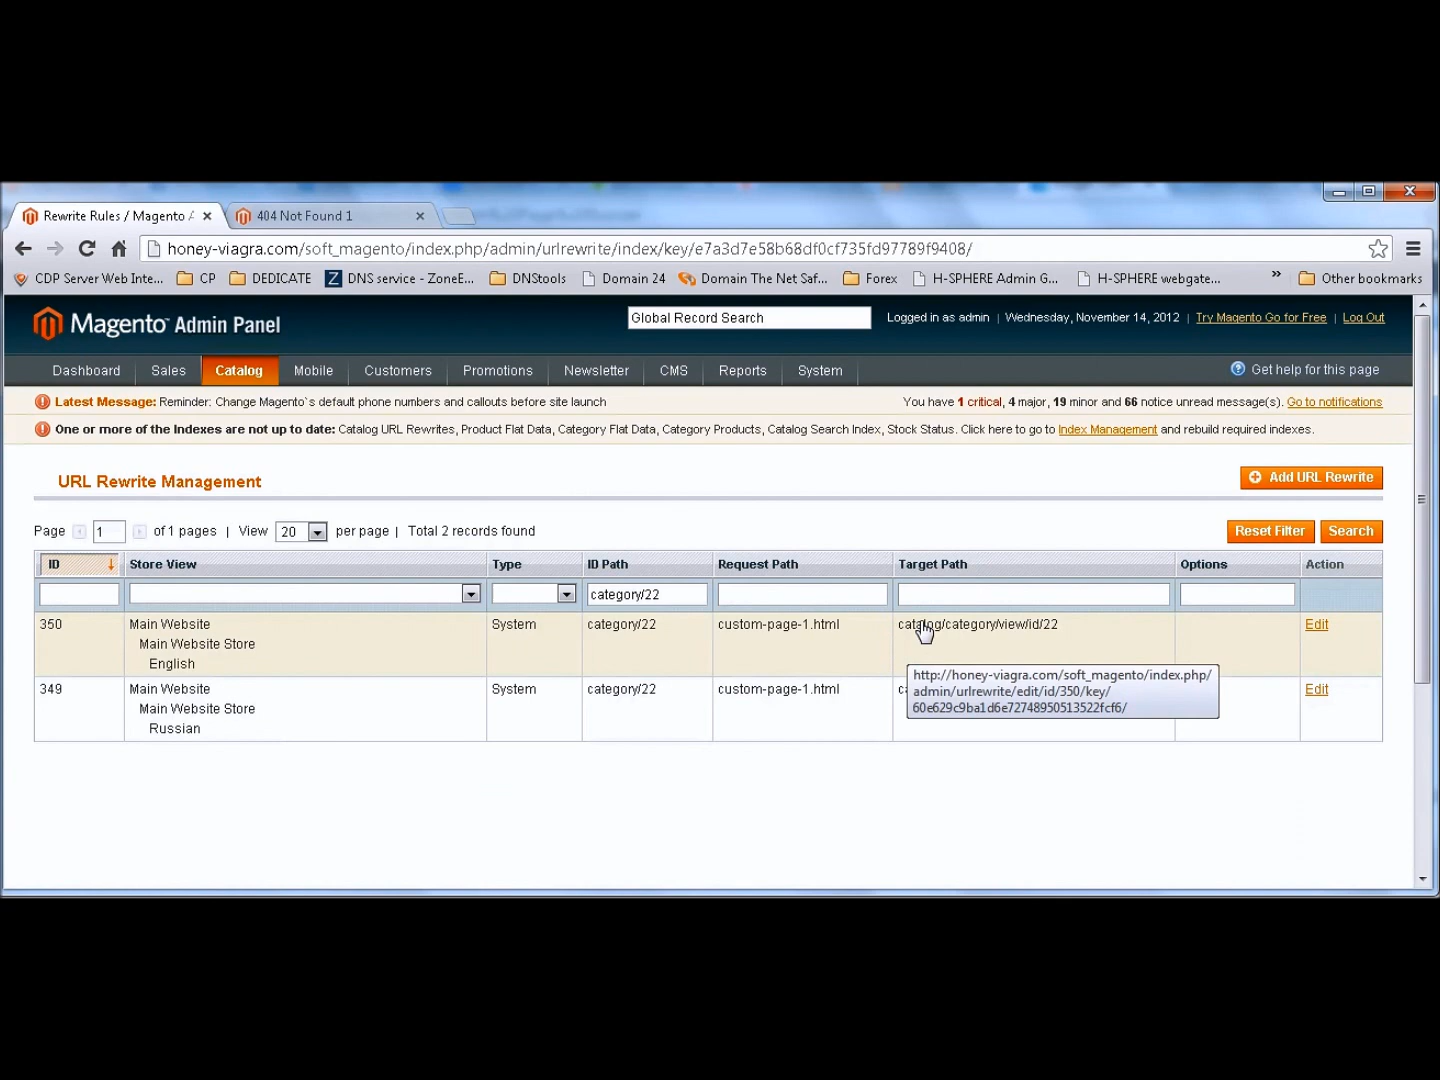 Rewrite Rules / Magento A
404 Not Found 1
honey-viagra.com/soft_magento/index.php/admin/urlrewrite/index/key/e7a3d7e58b68df0cf735fd97789f9408/
CDP Server Web Inte... CP DEDICATE Z DNS service - ZoneE... DNStools Domain 24 Domain The Net Saf... Forex H-SPHERE Admin G... H-SPHERE webgate... » Other bookmarks
Magento Admin Panel
Global Record Search
Logged in as admin | Wednesday, November 14, 2012 | Try Magento Go for Free | Log Out
Dashboard Sales Catalog Mobile Customers Promotions Newsletter CMS Reports System
Get help for this page
Latest Message: Reminder: Change Magento`s default phone numbers and callouts before site launch
You have 1 critical, 4 major, 19 minor and 66 notice unread message(s). Go to notifications
One or more of the Indexes are not up to date: Catalog URL Rewrites, Product Flat Data, Category Flat Data, Category Products, Catalog Search Index, Stock Status. Click here to go to Index Management and rebuild required indexes.
URL Rewrite Management
Add URL Rewrite
Page 1 of 1 pages | View 20 per page | Total 2 records found
Reset Filter Search
ID Store View Type ID Path Request Path Target Path Options Action
category/22
350 Main Website System category/22 custom-page-1.html catalog/category/view/id/22 Edit
Main Website Store
English
http://honey-viagra.com/soft_magento/index.php/
admin/urlrewrite/edit/id/350/key/
60e629c9ba1d6e72748950513522fcf6/
349 Main Website System category/22 custom-page-1.html Edit
Main Website Store
Russian